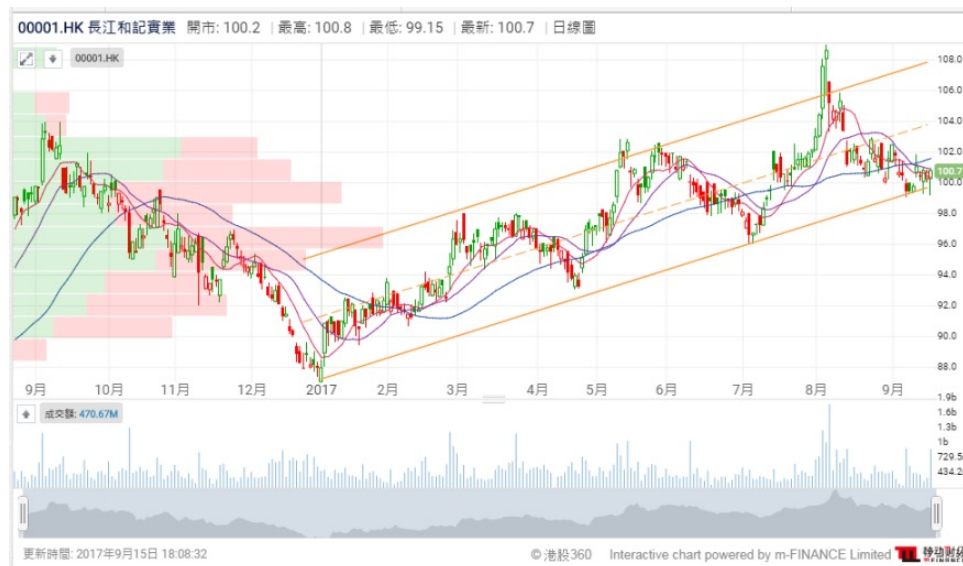 00001.HK 長江和記實業 開市: 100.2 | 最高: 100.8 | 最低: 99.15 | 最新: 100.7 | 日線圖
00001.HK
108.0
106.0
104.0
102.0
100.7
100.0
98.0
96.0
94.0
92.0
90.0
88.0
9月 10月 11月 12月 2017 2月 3月 4月 5月 6月 7月 8月 9月
成交額: 470.67M
1.9b
1.6b
1.3b
1b
729.5
434.2
更新時間: 2017年9月15日 18:08:32
© 港股360 Interactive chart powered by m-FINANCE Limited